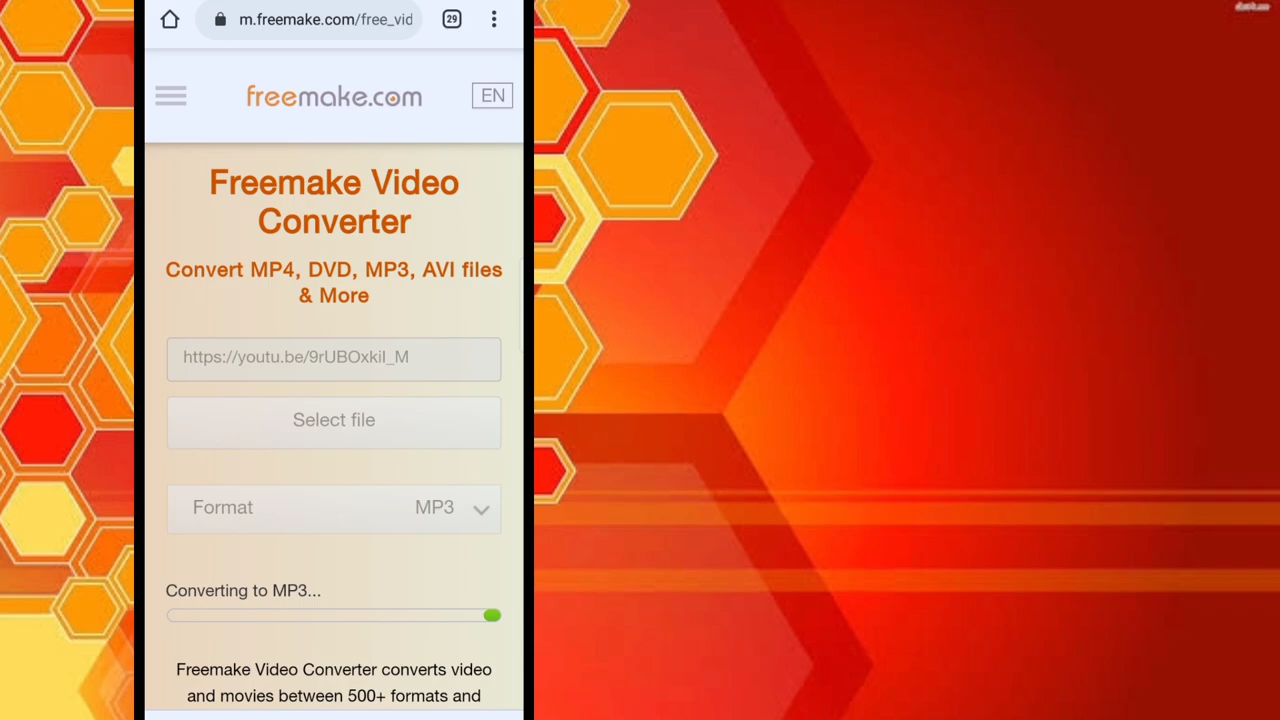 29
m.freemake.com/free_vid
freemake.com
EN
Freemake Video
Converter
Convert MP4, DVD, MP3, AVI files
& More
https://youtu.be/9rUBOxkiI_M
Select file
Format MP3
Converting to MP3...
Freemake Video Converter converts video
and movies between 500+ formats and